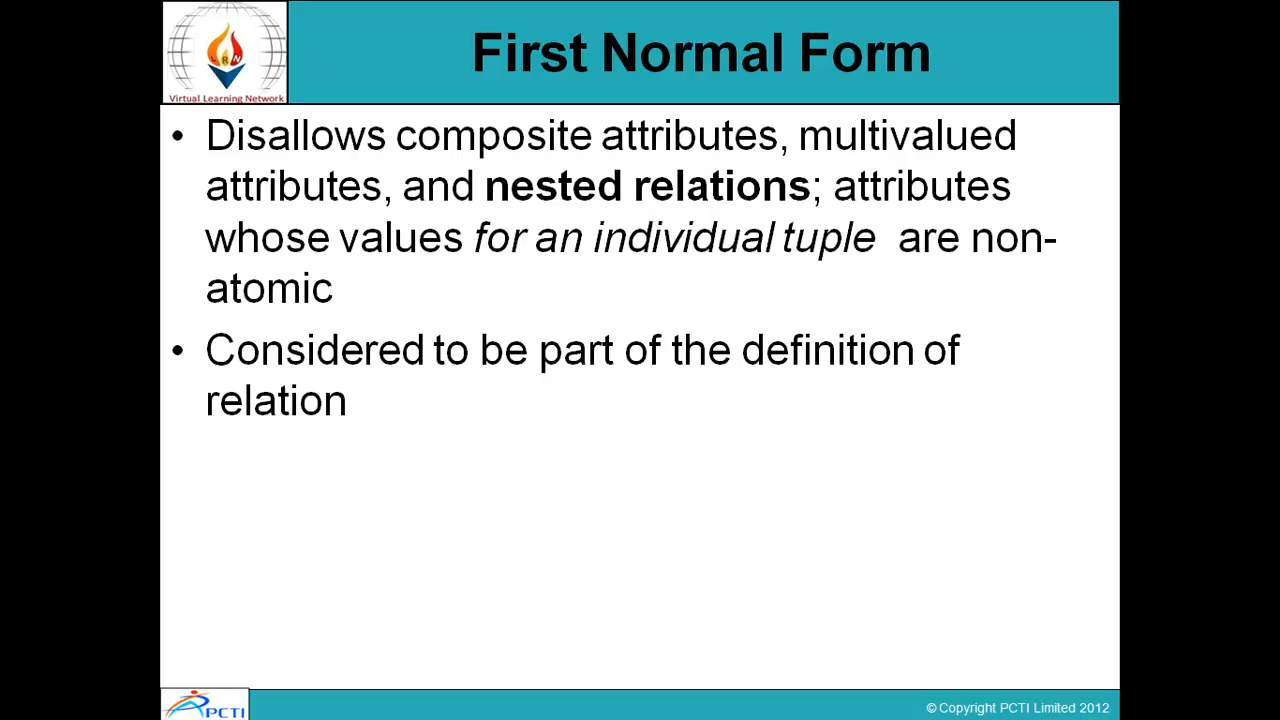 First Normal Form
LRN
Virtual Learning Network
• Disallows composite attributes, multivalued
attributes, and nested relations; attributes
whose values for an individual tuple are non-
atomic
• Considered to be part of the definition of
relation
PCTI
© Copyright PCTI Limited 2012